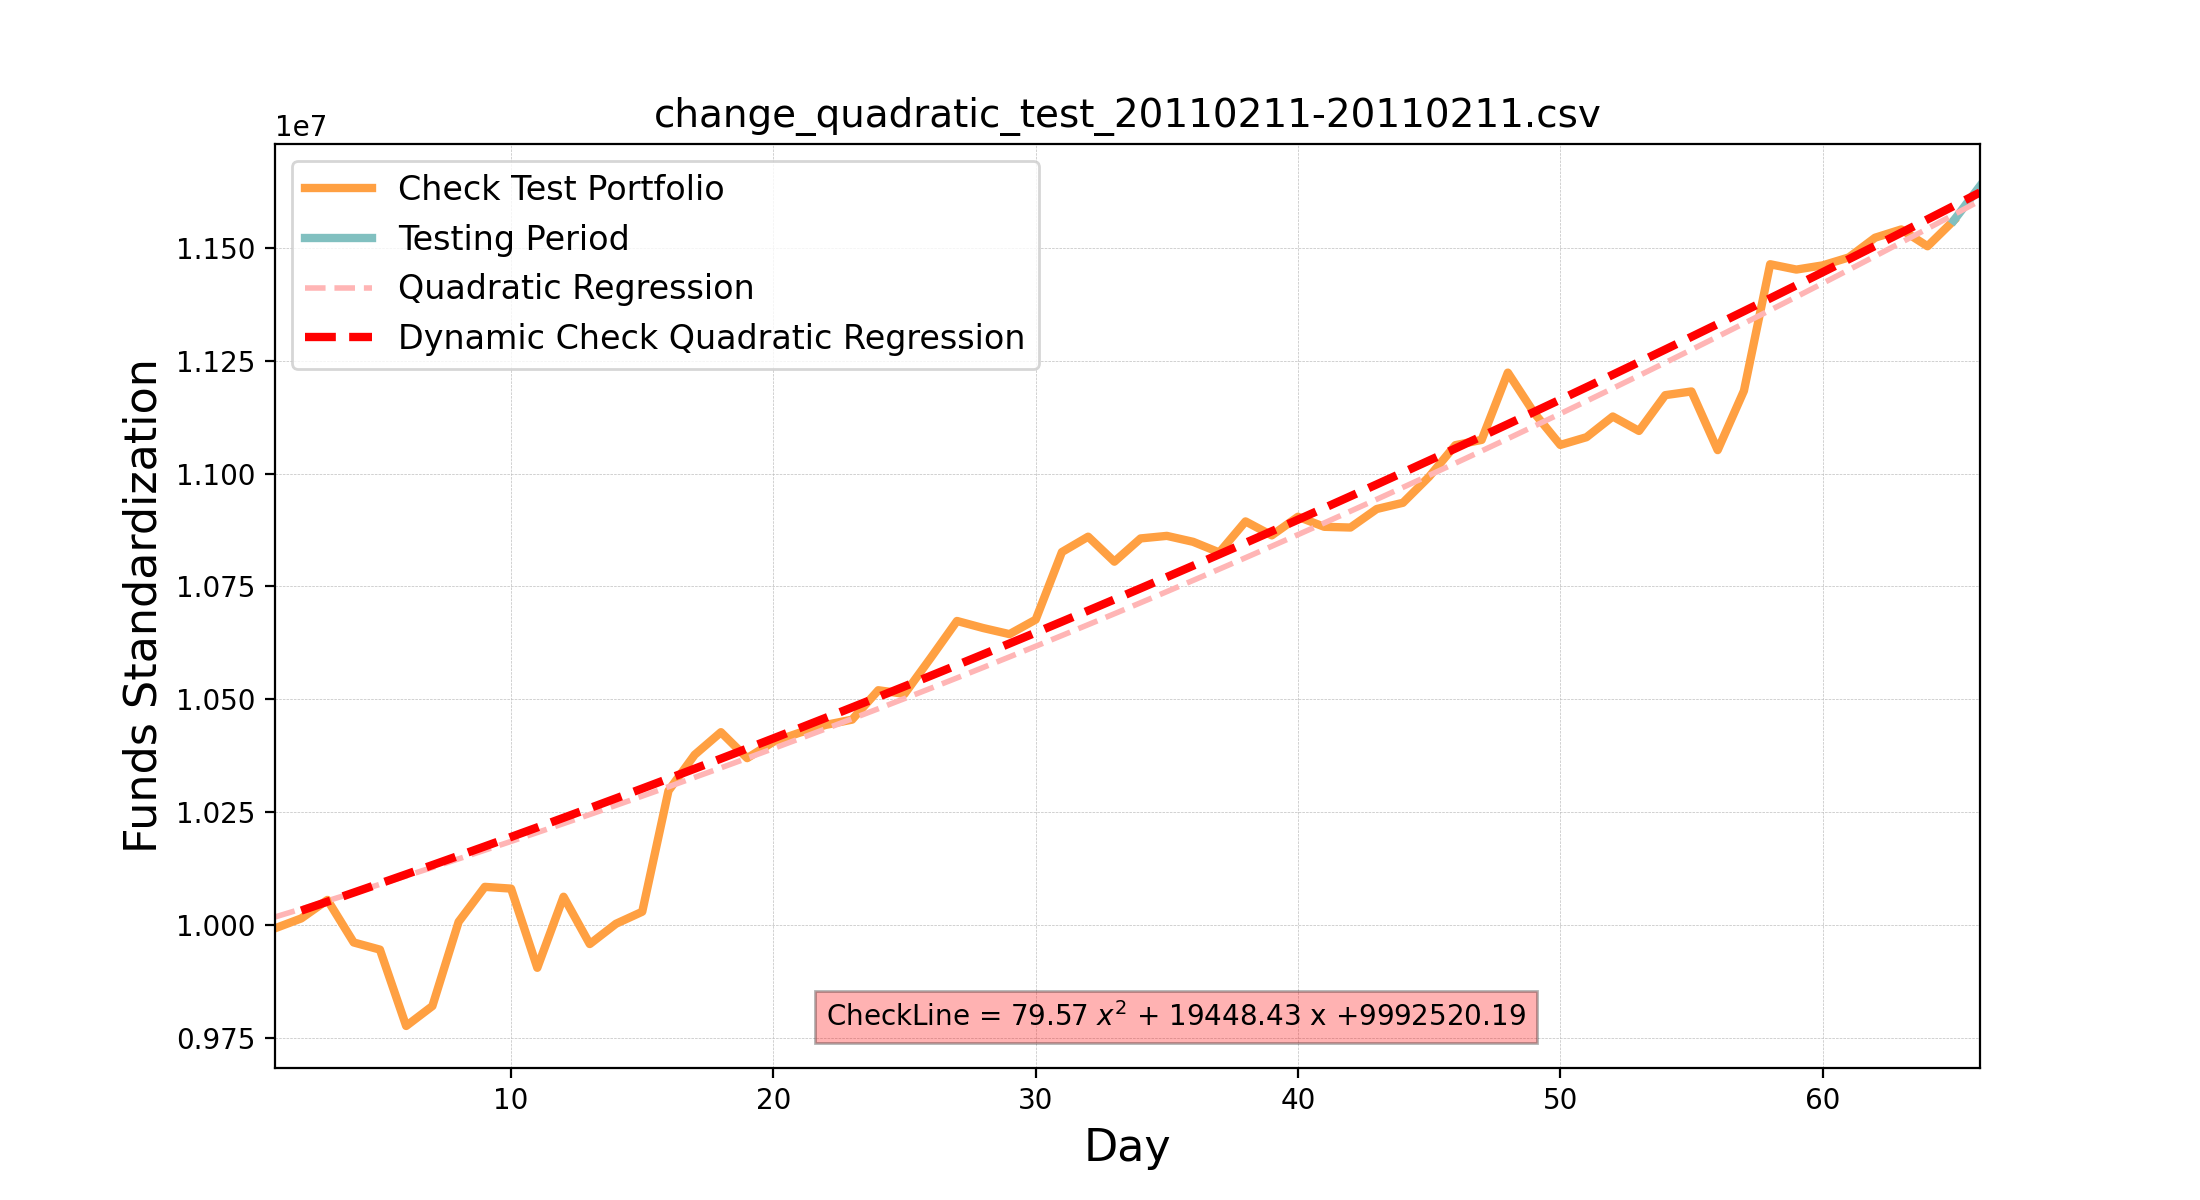 change_quadratic_test_20110211-20110211.csv
1e7
Check Test Portfolio
Testing Period
Quadratic Regression
Dynamic Check Quadratic Regression
Funds Standardization
1.150
1.125
1.100
1.075
1.050
1.025
1.000
0.975
CheckLine = 79.57 x² + 19448.43 x +9992520.19
10 20 30 40 50 60
Day